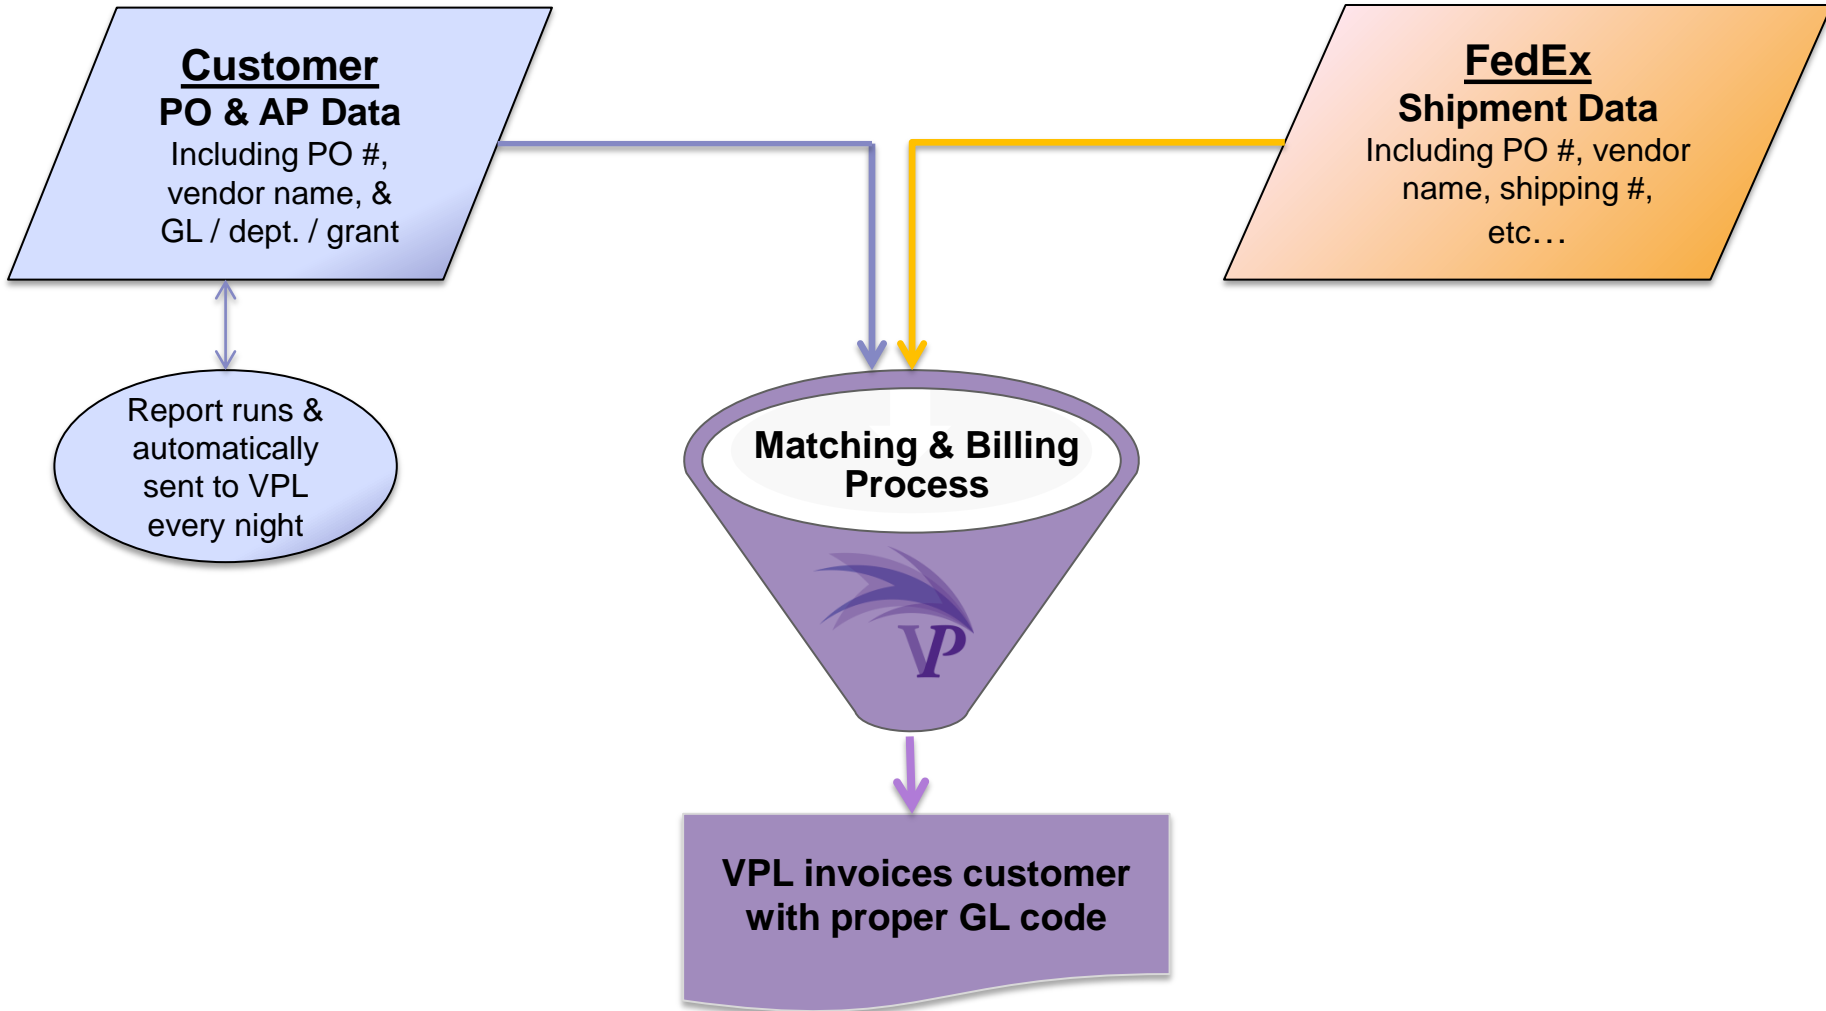 Customer
PO & AP Data
Including PO #,
vendor name, &
GL / dept. / grant
FedEx
Shipment Data
Including PO #, vendor
name, shipping #,
etc…
Report runs &
automatically
sent to VPL
every night
Matching & Billing
Process
VP
VPL invoices customer
with proper GL code